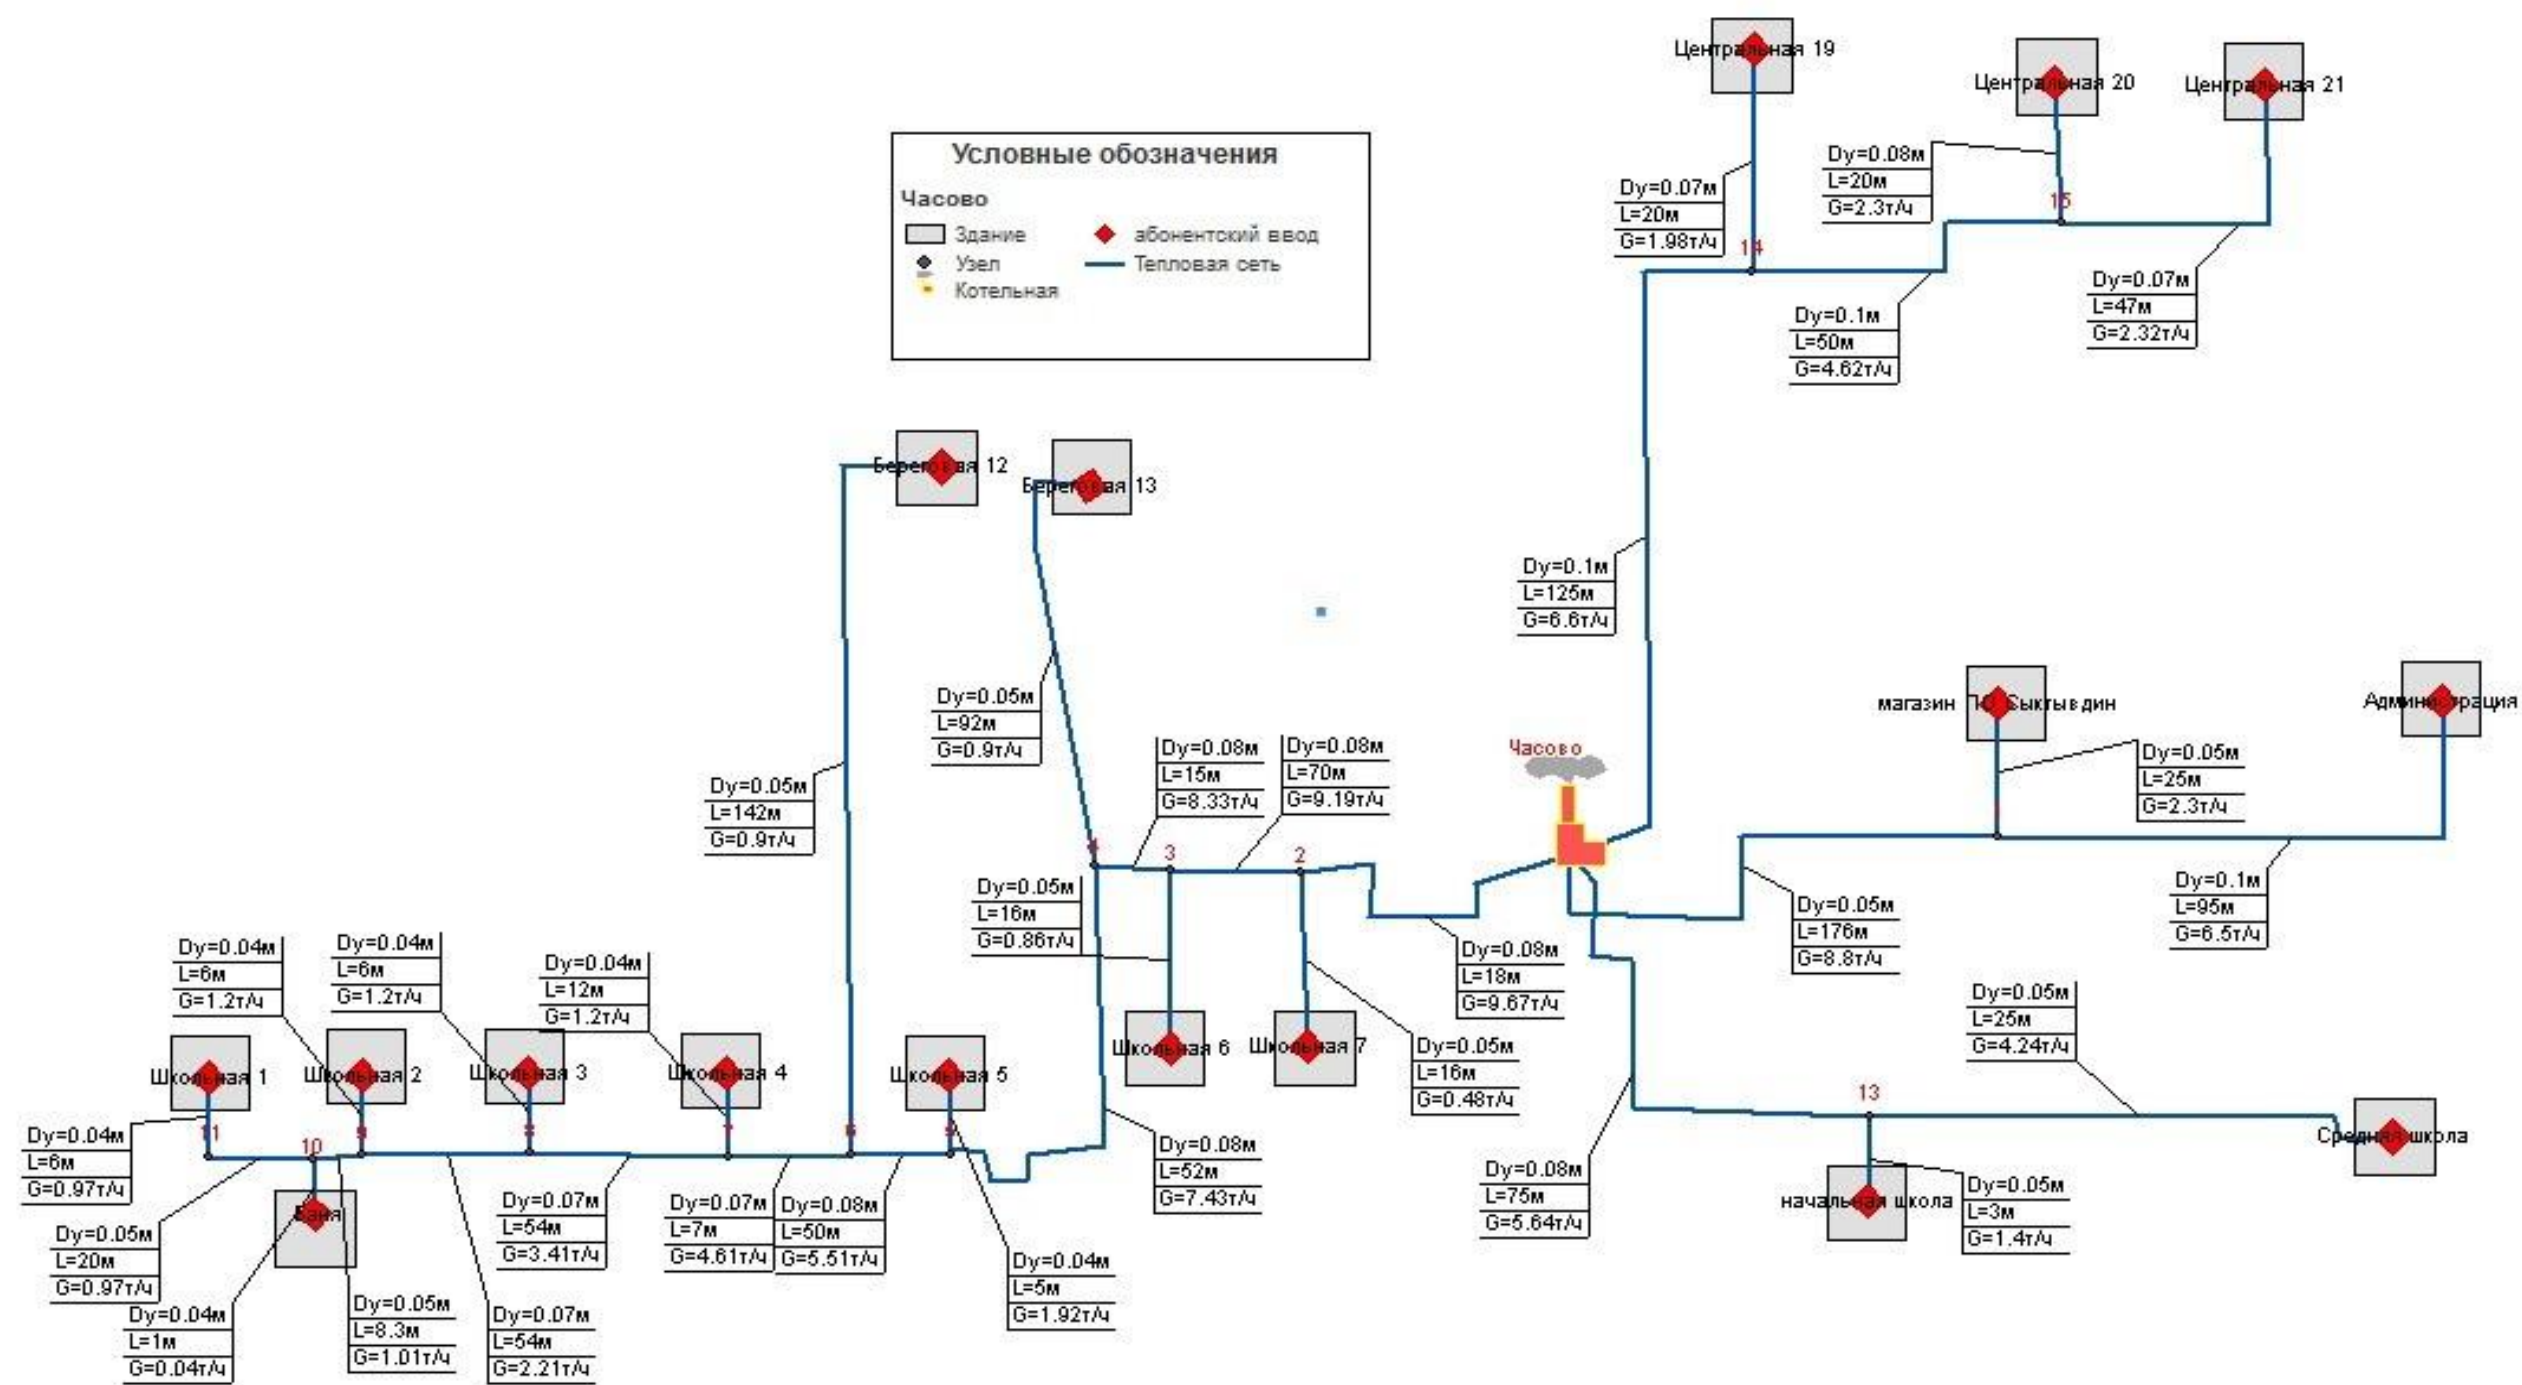 Центральная 19
Центральная 20
Центральная 21
Условные обозначения
Часово
Здание
абонентский ввод
Узел
Тепловая сеть
Котельная
Dy=0.07м
L=20м
G=1.98т/ч
14
Dy=0.08м
L=20м
G=2.3т/ч
15
Dy=0.1м
L=50м
G=4.62т/ч
Dy=0.07м
L=47м
G=2.32т/ч
Береговая 12
Береговая 13
Dy=0.1м
L=125м
G=6.6т/ч
Dy=0.05м
L=92м
G=0.9т/ч
Dy=0.05м
L=142м
G=0.9т/ч
Dy=0.08м
L=15м
G=8.33т/ч
Dy=0.08м
L=70м
G=9.19т/ч
Часово
магазин ПО Сыктывдин
Администрация
Dy=0.05м
L=25м
G=2.3т/ч
4
3
2
Dy=0.05м
L=16м
G=0.86т/ч
Dy=0.08м
L=18м
G=9.67т/ч
Dy=0.05м
L=176м
G=8.8т/ч
Dy=0.1м
L=95м
G=6.5т/ч
Dy=0.04м
L=6м
G=1.2т/ч
Dy=0.04м
L=6м
G=1.2т/ч
Dy=0.04м
L=12м
G=1.2т/ч
Dy=0.05м
L=25м
G=4.24т/ч
Школьная 1
Школьная 2
Школьная 3
Школьная 4
Школьная 5
Школьная 6
Школьная 7
Dy=0.05м
L=16м
G=0.48т/ч
13
Средняя школа
Dy=0.04м
L=6м
G=0.97т/ч
11
10
9
8
7
6
5
Dy=0.08м
L=52м
G=7.43т/ч
Dy=0.08м
L=75м
G=5.64т/ч
начальная школа
Dy=0.05м
L=3м
G=1.4т/ч
Баня
Dy=0.05м
L=20м
G=0.97т/ч
Dy=0.07м
L=54м
G=3.41т/ч
Dy=0.07м
L=7м
G=4.61т/ч
Dy=0.08м
L=50м
G=5.51т/ч
Dy=0.04м
L=5м
G=1.92т/ч
Dy=0.04м
L=1м
G=0.04т/ч
Dy=0.05м
L=8.3м
G=1.01т/ч
Dy=0.07м
L=54м
G=2.21т/ч